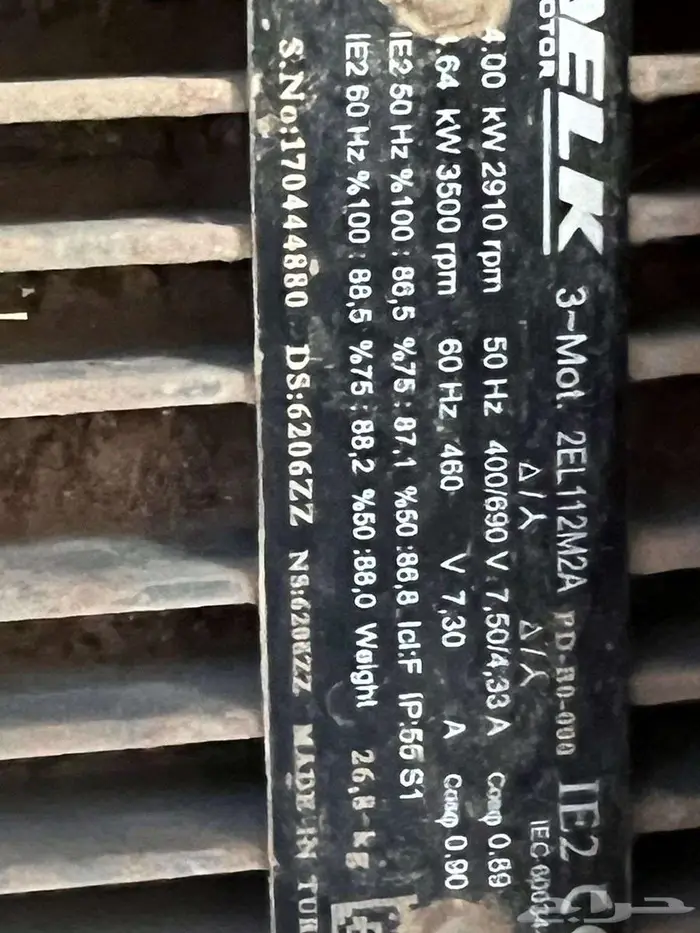 ELK
MOTOR
3~Mot. 2EL112M2A PD-B0-000 IE2
Δ/Y Δ/Y IEC 60034
4.00 kW 2910 rpm 50 Hz 400/690 V 7,50/4,33 A Cosφ 0.89
.64 kW 3500 rpm 60 Hz 460 V 7,30 A Cosφ 0.90
IE2 50 Hz %100 : 86,5 %75 : 87,1 %50 :86,8 Icl:F IP:55 S1
IE2 60 Hz %100 : 88,5 %75 : 88,2 %50 :88,0 Weight 26,8 kg
S.No:170444880 DS:6206ZZ NS:6206ZZ MADE IN TUR
حراج